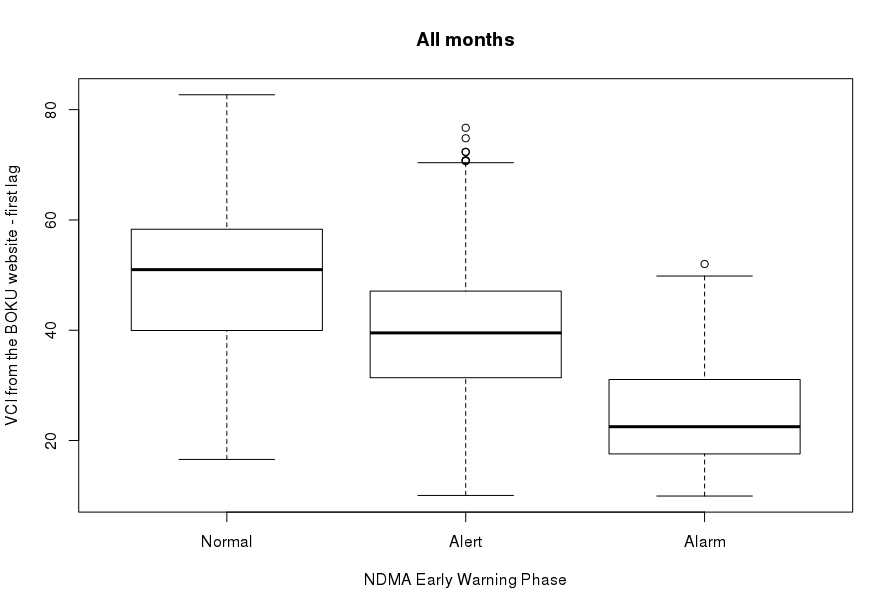 All months
VCI from the BOKU website - first lag
80
60
40
20
Normal Alert Alarm
NDMA Early Warning Phase